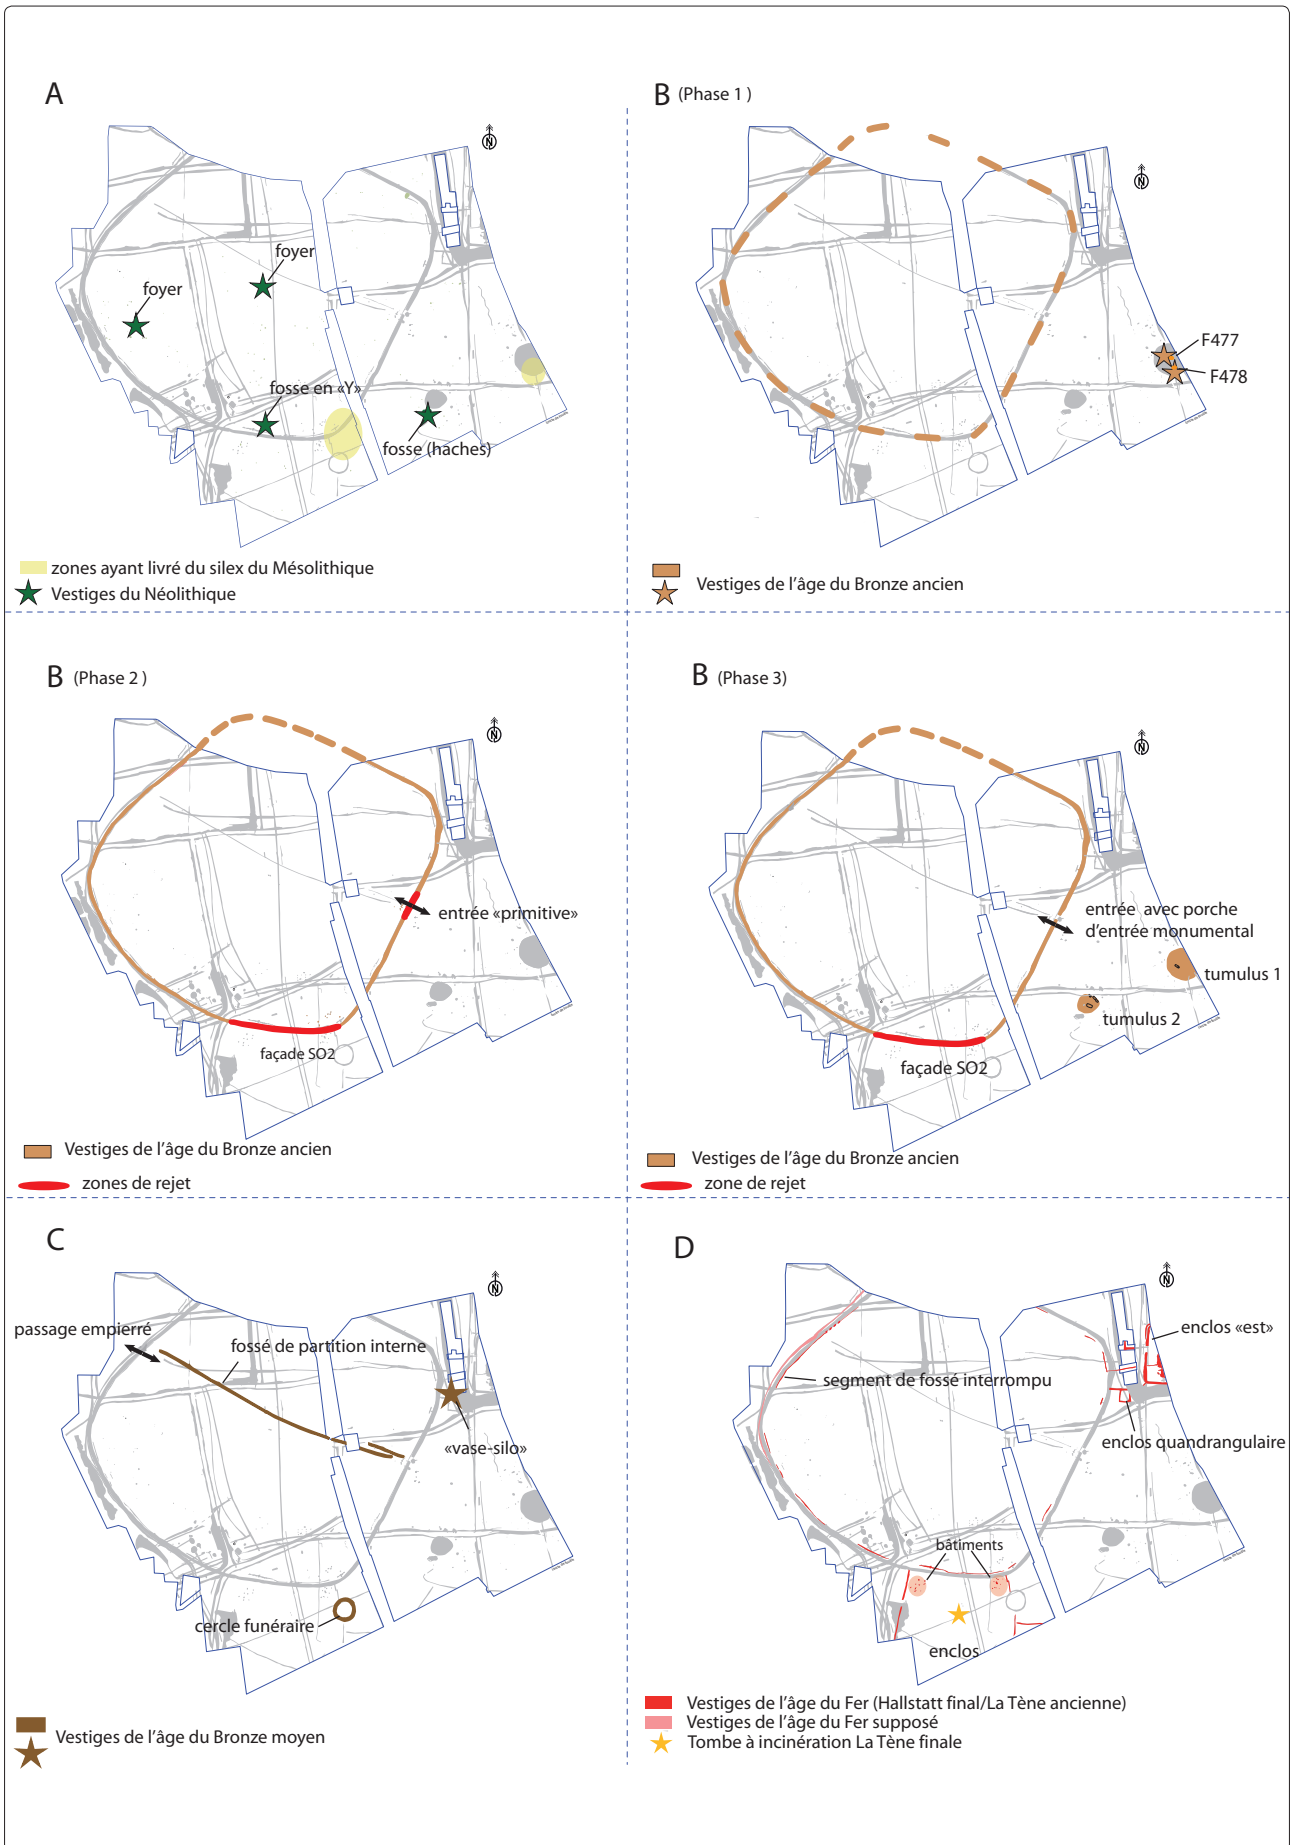 A
N
foyer
foyer
fosse en «Y»
fosse (haches)
zones ayant livré du silex du Mésolithique
Vestiges du Néolithique
B (Phase 1 )
N
F477
F478
Vestiges de l’âge du Bronze ancien
B (Phase 2 )
N
entrée «primitive»
façade SO2
Vestiges de l’âge du Bronze ancien
zones de rejet
B (Phase 3)
N
entrée avec porche
d’entrée monumental
tumulus 1
tumulus 2
façade SO2
Vestiges de l’âge du Bronze ancien
zone de rejet
C
N
passage empierré
fossé de partition interne
«vase-silo»
cercle funéraire
Vestiges de l’âge du Bronze moyen
D
N
enclos «est»
segment de fossé interrompu
enclos quandrangulaire
bâtiments
enclos
Vestiges de l’âge du Fer (Hallstatt final/La Tène ancienne)
Vestiges de l’âge du Fer supposé
Tombe à incinération La Tène finale